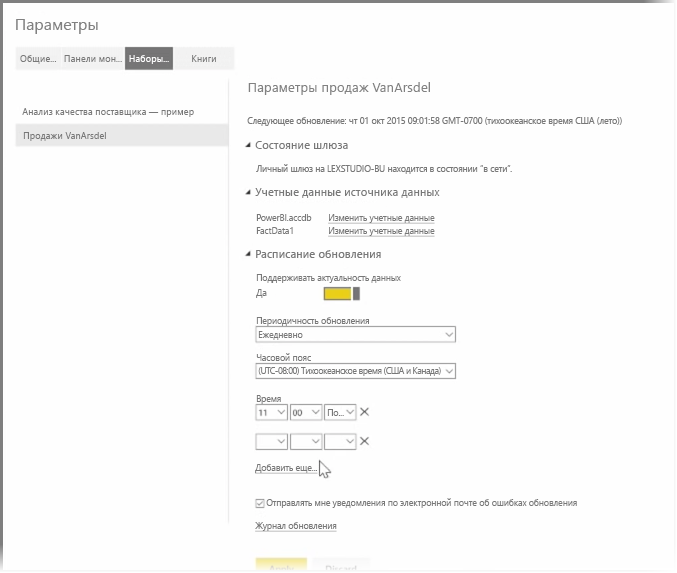 Параметры
Общие... Панели мон... Наборы... Книги
Анализ качества поставщика — пример
Продажи VanArsdel
Параметры продаж VanArsdel
Следующее обновление: чт 01 окт 2015 09:01:58 GMT-0700 (тихоокеанское время США (лето))
Состояние шлюза
Личный шлюз на LEXSTUDIO-BU находится в состоянии "в сети".
Учетные данные источника данных
PowerBI.accdb Изменить учетные данные
FactData1 Изменить учетные данные
Расписание обновления
Поддерживать актуальность данных
Да
Периодичность обновления
Ежедневно
Часовой пояс
(UTC-08:00) Тихоокеанское время (США и Канада)
Время
11 00 По...
Добавить еще...
Отправлять мне уведомления по электронной почте об ошибках обновления
Журнал обновления